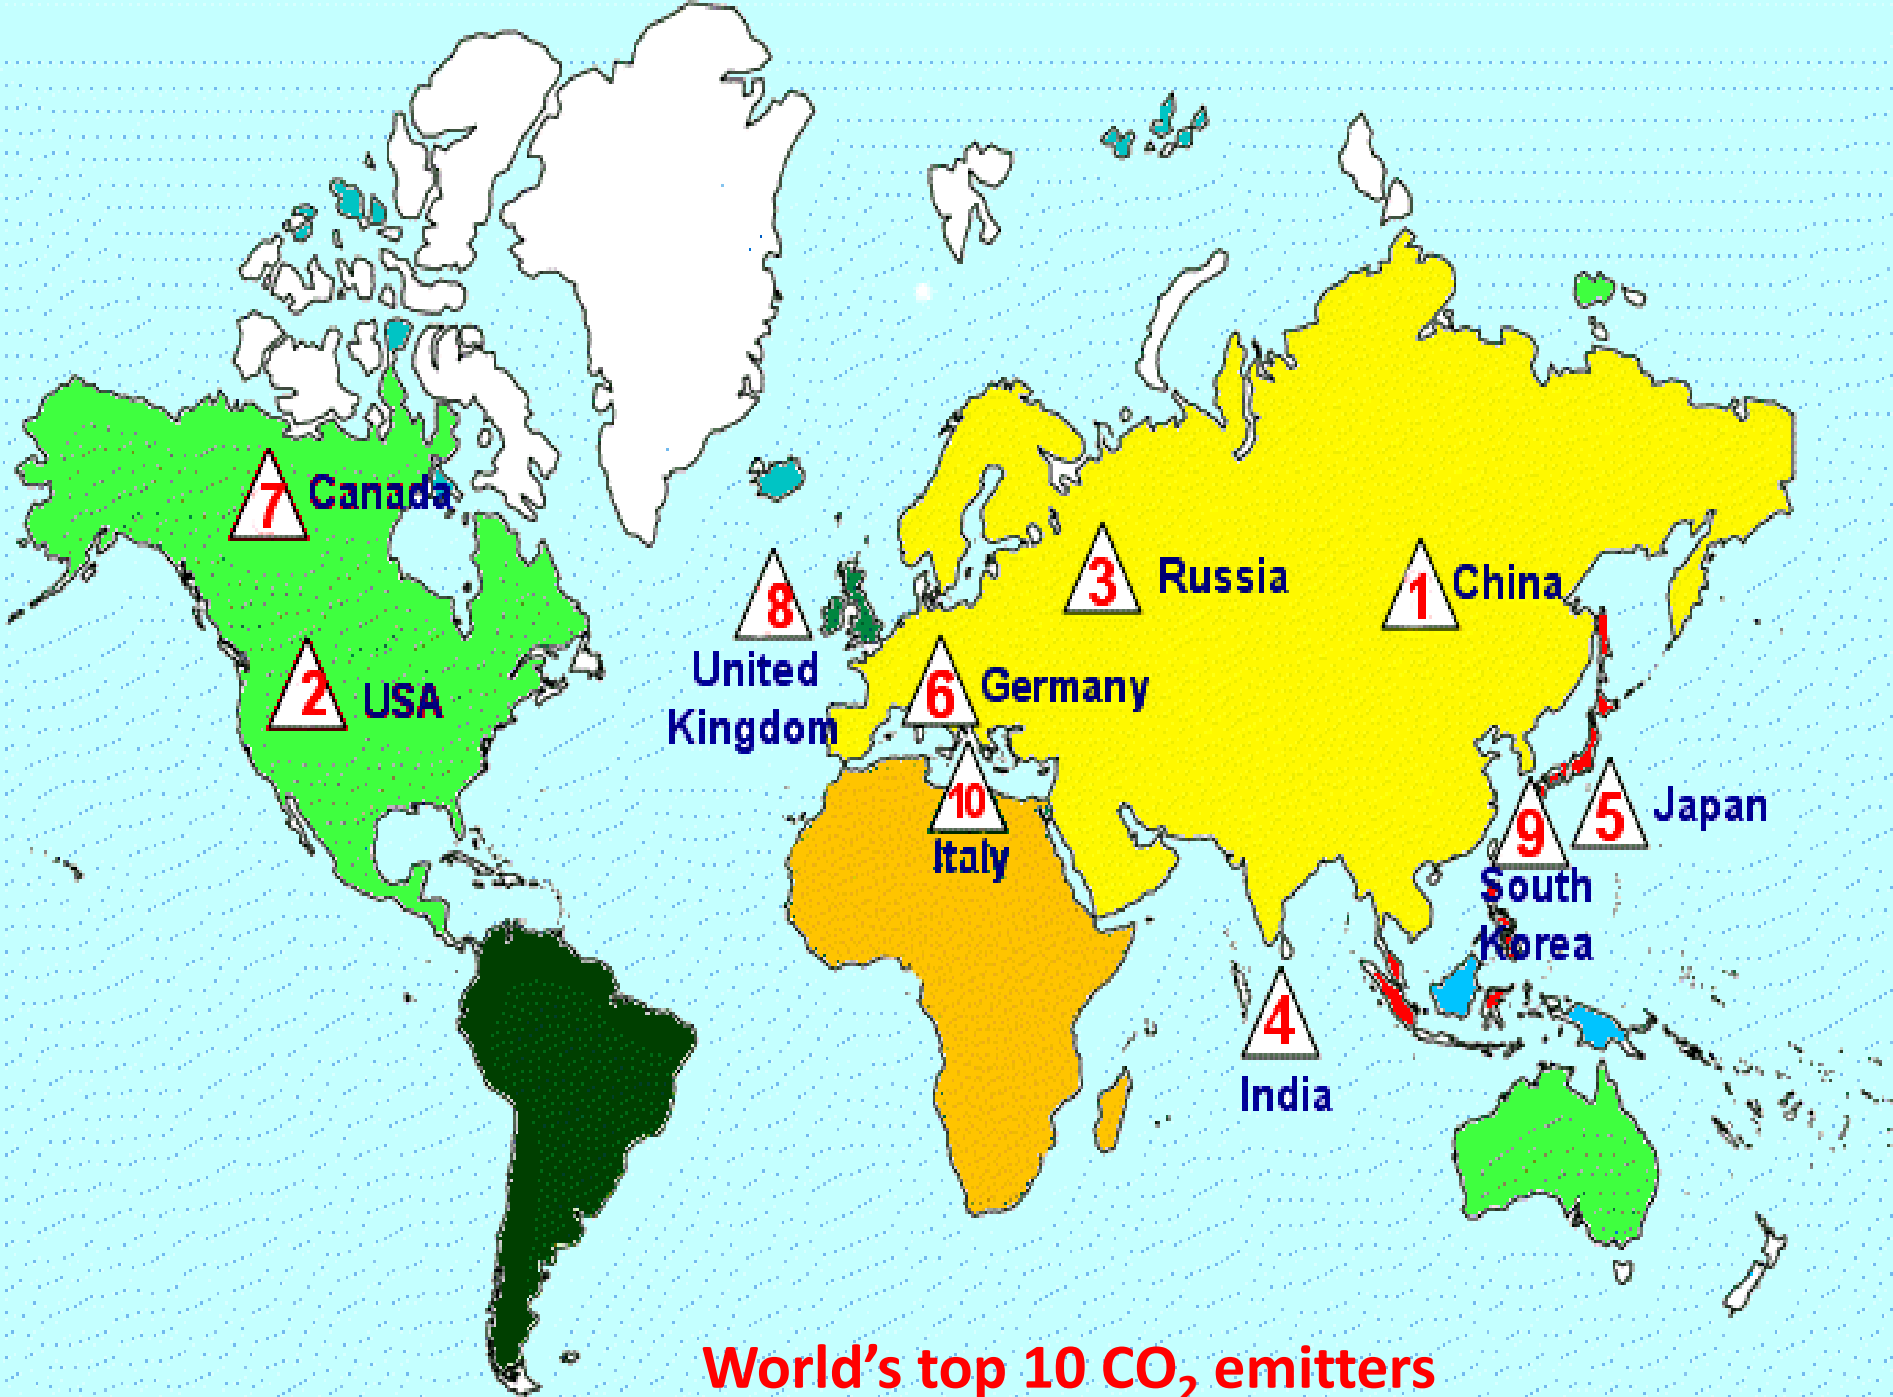 7 Canada
3 Russia
1 China
8
United
Kingdom
2 USA
6 Germany
10
Italy
5 Japan
9
South
Korea
4
India
World's top 10 CO₂ emitters